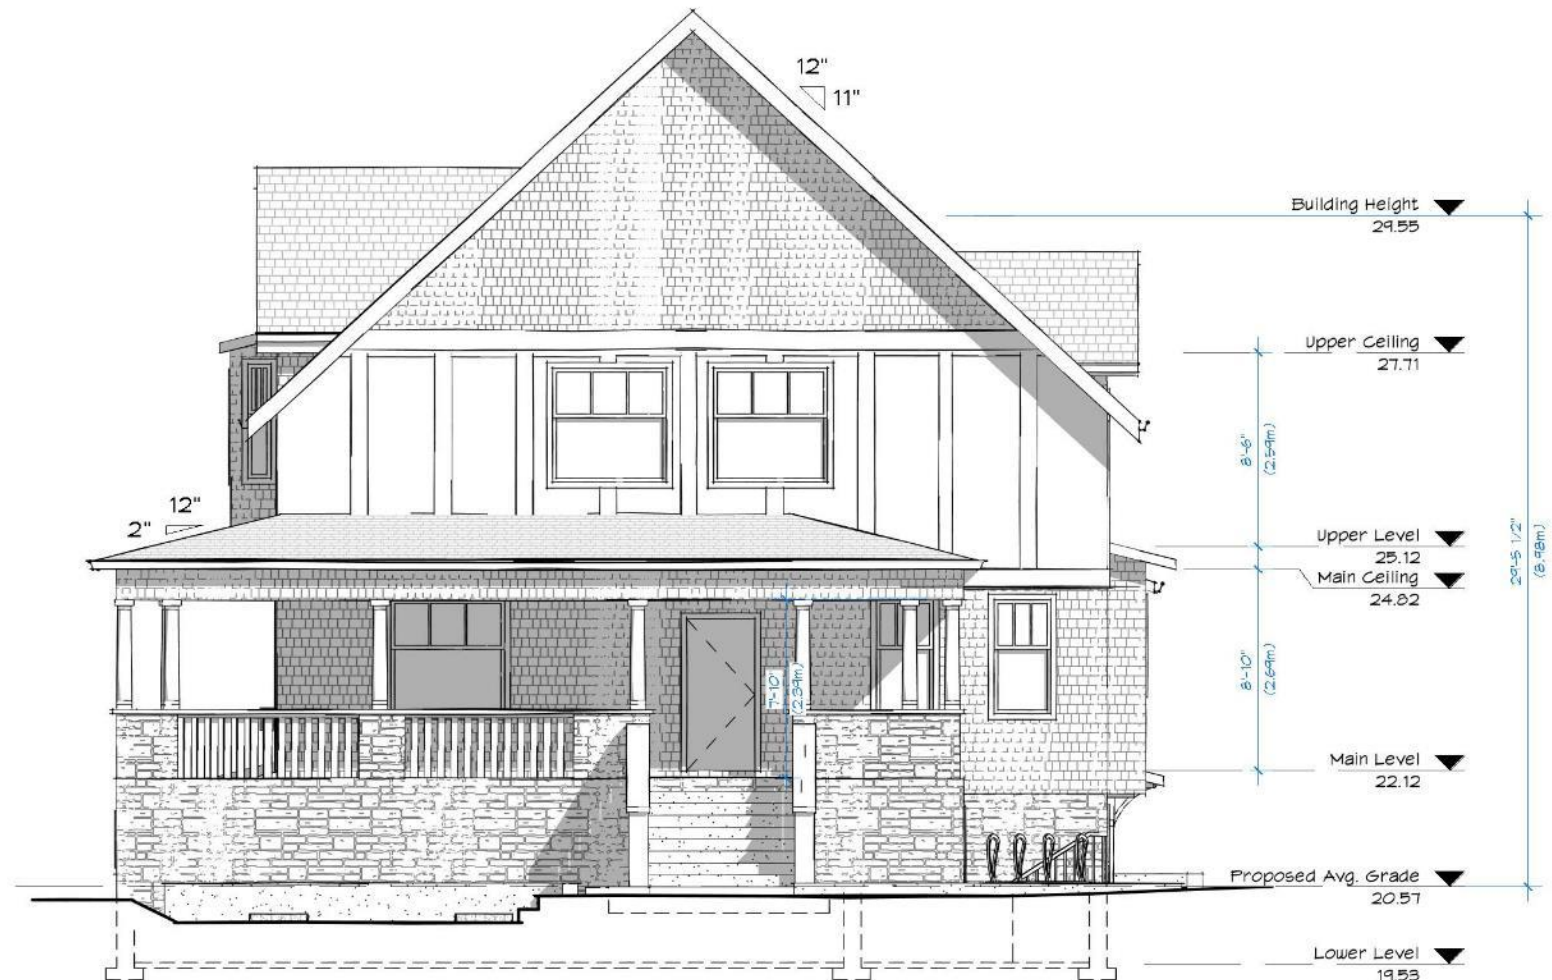 12"
11"
Building Height
29.55
Upper Ceiling
27.71
8'-6"
(2.59m)
12"
2"
Upper Level
25.12
Main Ceiling
24.82
29'-5 1/2"
(8.98m)
8'-10"
(2.69m)
7'-10"
(2.39m)
Main Level
22.12
Proposed Avg. Grade
20.57
Lower Level
19.53